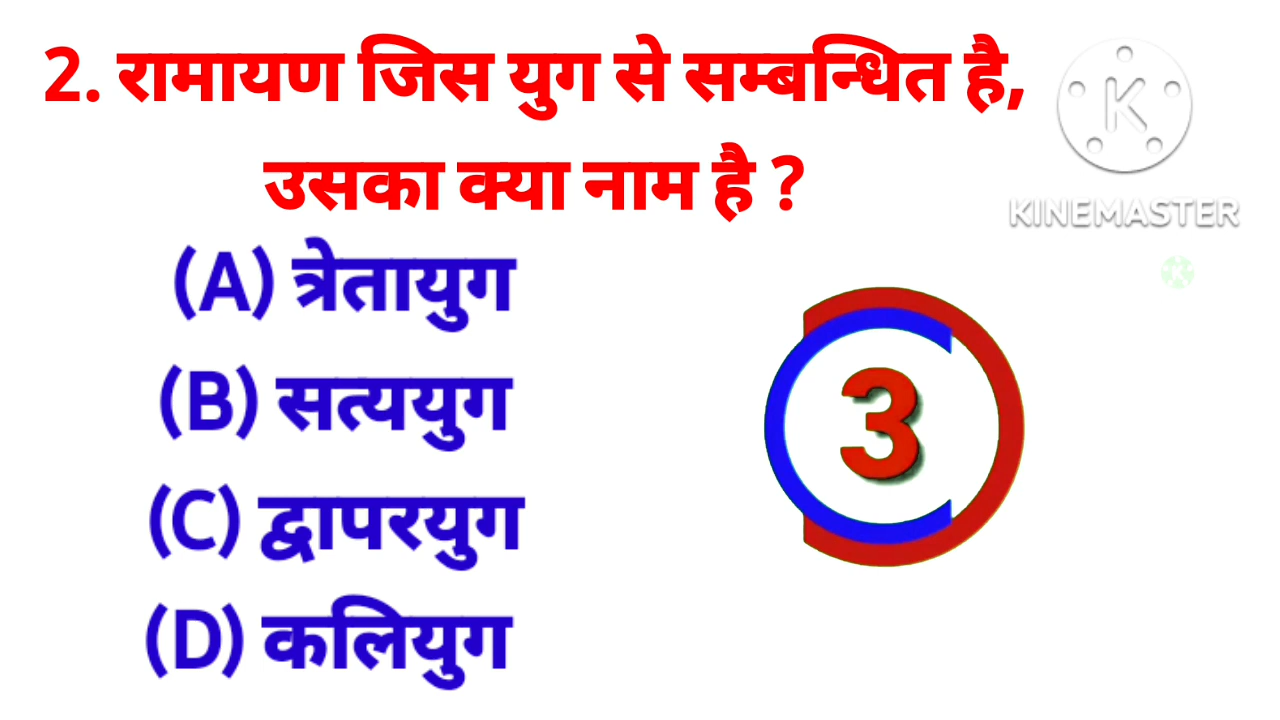 2. रामायण जिस युग से सम्बन्धित है,
उसका क्या नाम है ?
(A) त्रेतायुग
(B) सत्ययुग
(C) द्वापरयुग
(D) कलियुग
3
K
KINEMASTER